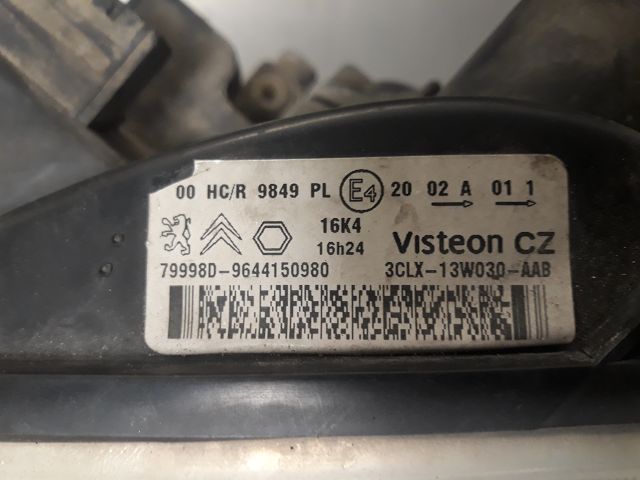 00 HC/R 9849 PL E4 20 02 A 01 1
16K4
16h24
Visteon CZ
79998D-9644150980 3CLX-13W030-AAB